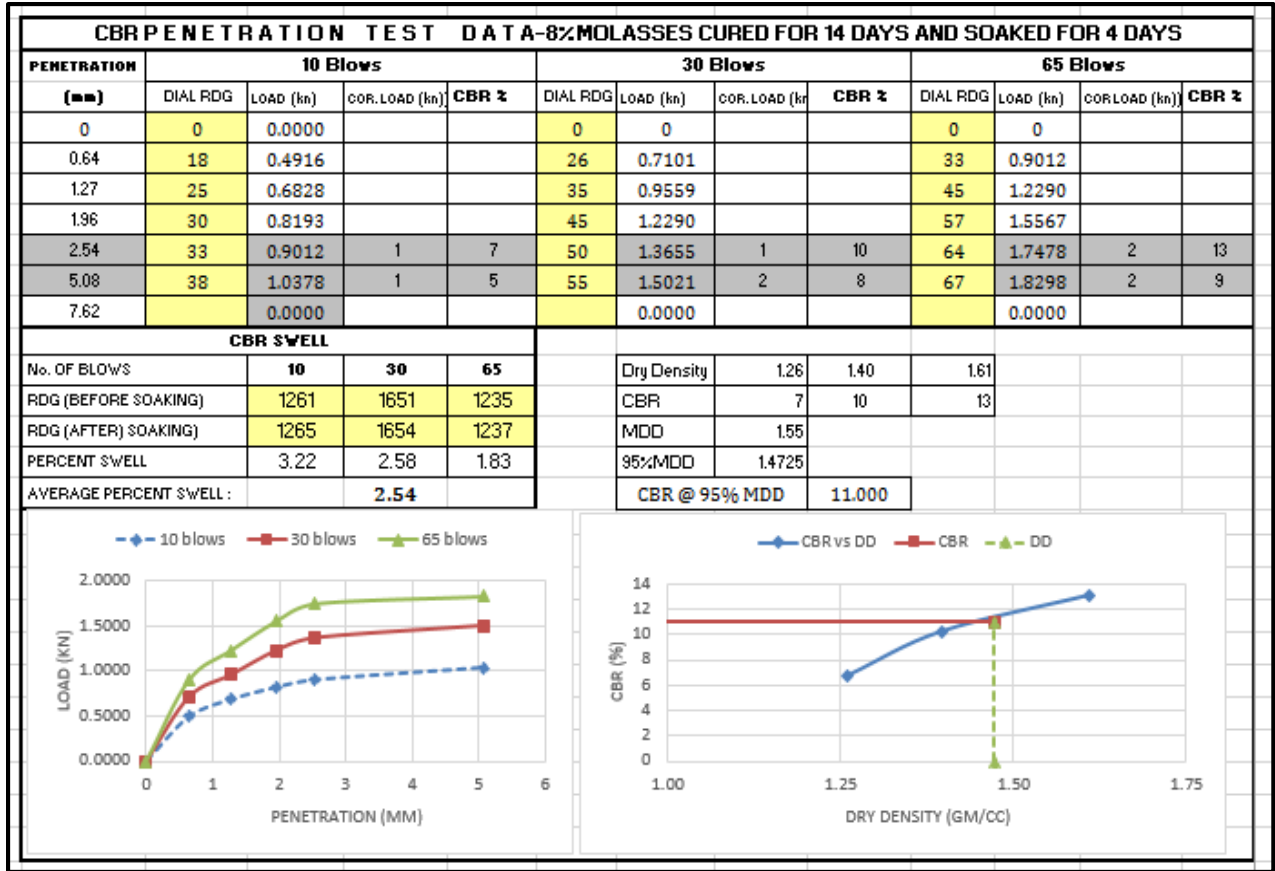 CBR PENETRATION TEST DATA-8%MOLASSES CURED FOR 14 DAYS AND SOAKED FOR 4 DAYS
PENETRATION 10 Blows 30 Blows 65 Blows
(mm) DIAL RDG LOAD (kn) COR.LOAD (kn)) CBR % DIAL RDG LOAD (kn) COR.LOAD (kn CBR % DIAL RDG LOAD (kn) COR LOAD (kn)) CBR %
0 0 0.0000 0 0 0 0
0.64 18 0.4916 26 0.7101 33 0.9012
1.27 25 0.6828 35 0.9559 45 1.2290
1.96 30 0.8193 45 1.2290 57 1.5567
2.54 33 0.9012 1 7 50 1.3655 1 10 64 1.7478 2 13
5.08 38 1.0378 1 5 55 1.5021 2 8 67 1.8298 2 9
7.62 0.0000 0.0000 0.0000
CBR SWELL
No. OF BLOWS 10 30 65 Dry Density 1.26 1.40 1.61
RDG (BEFORE SOAKING) 1261 1651 1235 CBR 7 10 13
RDG (AFTER) SOAKING) 1265 1654 1237 MDD 1.55
PERCENT SWELL 3.22 2.58 1.83 95%MDD 1.4725
AVERAGE PERCENT SWELL : 2.54 CBR @ 95% MDD 11.000
10 blows 30 blows 65 blows
2.0000
1.5000
1.0000
0.5000
0.0000
LOAD (KN)
0 1 2 3 4 5 6
PENETRATION (MM)
CBR vs DD CBR DD
14
12
10
8
6
4
2
0
CBR (%)
1.00 1.25 1.50 1.75
DRY DENSITY (GM/CC)